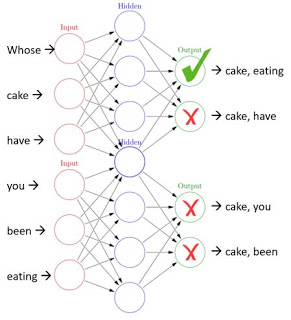 Hidden
Input
Output
Whose →
→ cake, eating
cake →
→ cake, have
have →
Hidden
Input
you →
Output
→ cake, you
been →
→ cake, been
eating →